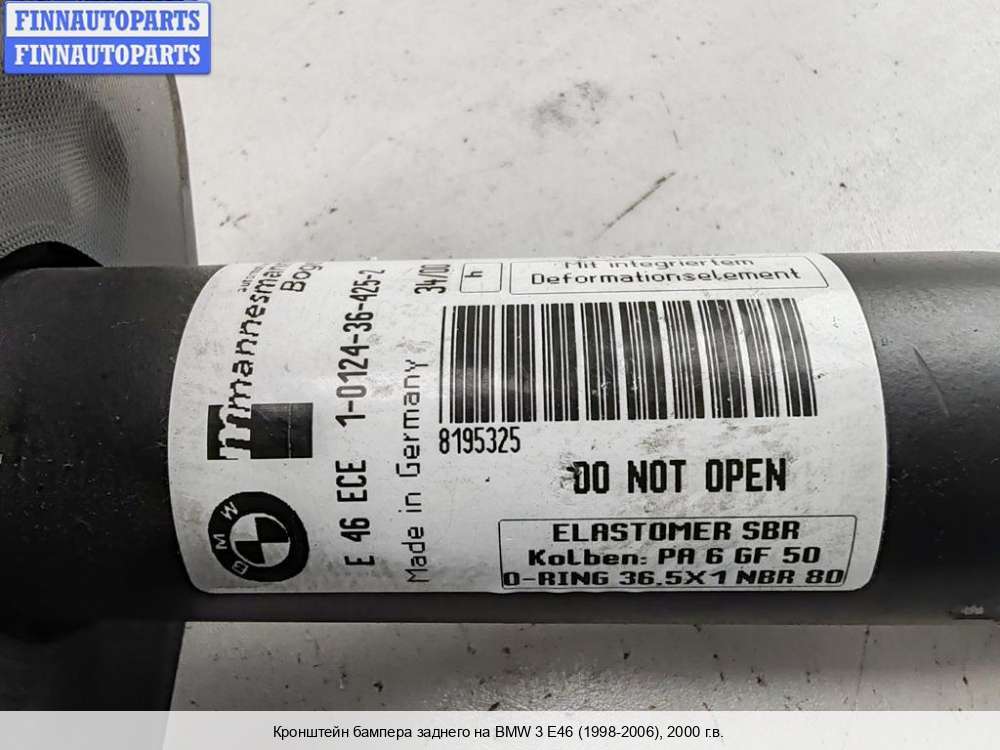 FINNAUTOPARTS
FINNAUTOPARTS
mannesmann
BMW
E 46 ECE 1-0124-36-425-2
Made in Germany 34/00
h
Mit integriertem
Deformationselement
8195325
DO NOT OPEN
ELASTOMER SBR
Kolben: PA 6 GF 50
O-RING 36.5X1 NBR 80
Кронштейн бампера заднего на BMW 3 E46 (1998-2006), 2000 г.в.